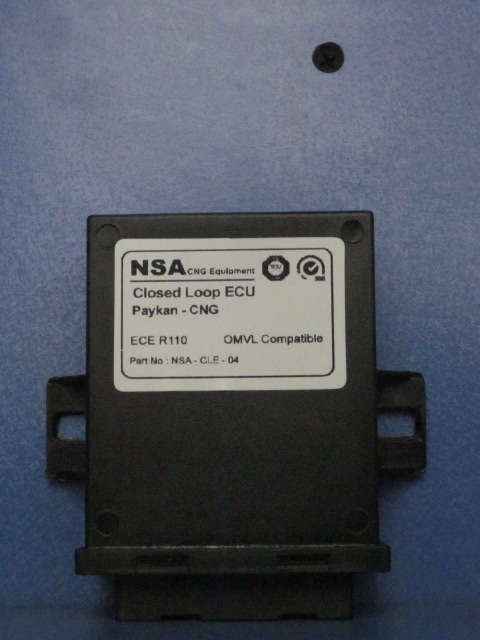 NSA CNG Equipment
Closed Loop ECU
Paykan - CNG
ECE R110 OMVL Compatible
Part No : NSA - CLE - 04